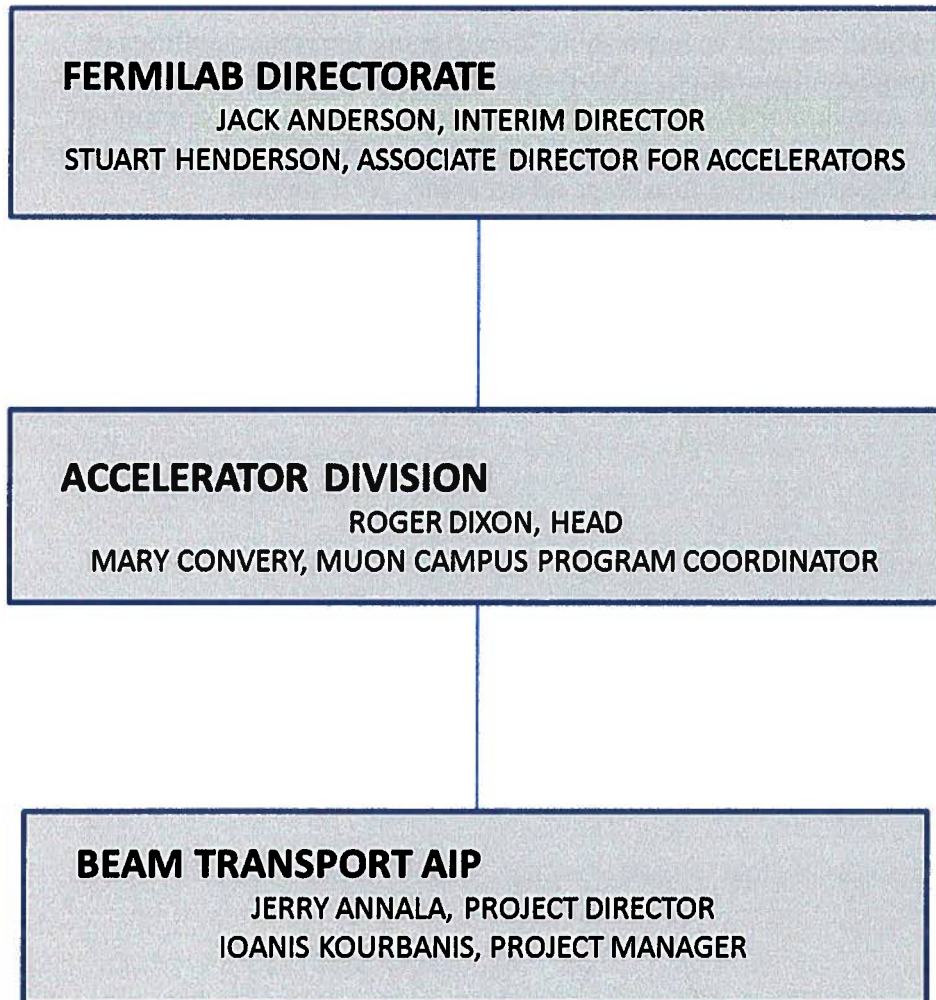 FERMILAB DIRECTORATE
JACK ANDERSON, INTERIM DIRECTOR
STUART HENDERSON, ASSOCIATE DIRECTOR FOR ACCELERATORS
ACCELERATOR DIVISION
ROGER DIXON, HEAD
MARY CONVERY, MUON CAMPUS PROGRAM COORDINATOR
BEAM TRANSPORT AIP
JERRY ANNALA, PROJECT DIRECTOR
IOANIS KOURBANIS, PROJECT MANAGER